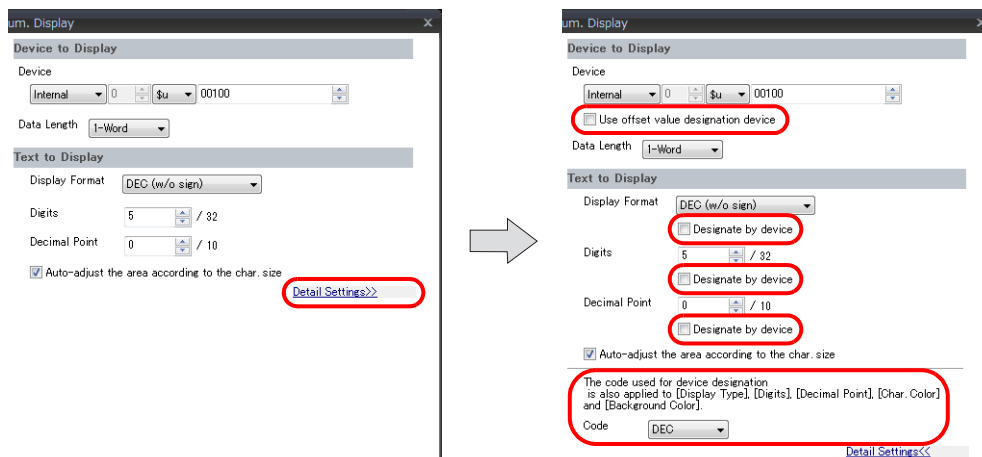 um. Display x
Device to Display
Device
Internal 0 $u 00100
Data Length 1-Word
Text to Display
Display Format DEC (w/o sign)
Digits 5 / 32
Decimal Point 0 / 10
Auto-adjust the area according to the char. size
Detail Settings>>
um. Display x
Device to Display
Device
Internal 0 $u 00100
Use offset value designation device
Data Length 1-Word
Text to Display
Display Format DEC (w/o sign)
Designate by device
Digits 5 / 32
Designate by device
Decimal Point 0 / 10
Designate by device
Auto-adjust the area according to the char. size
The code used for device designation
is also applied to [Display Type], [Digits], [Decimal Point], [Char. Color]
and [Background Color].
Code DEC
Detail Settings<<